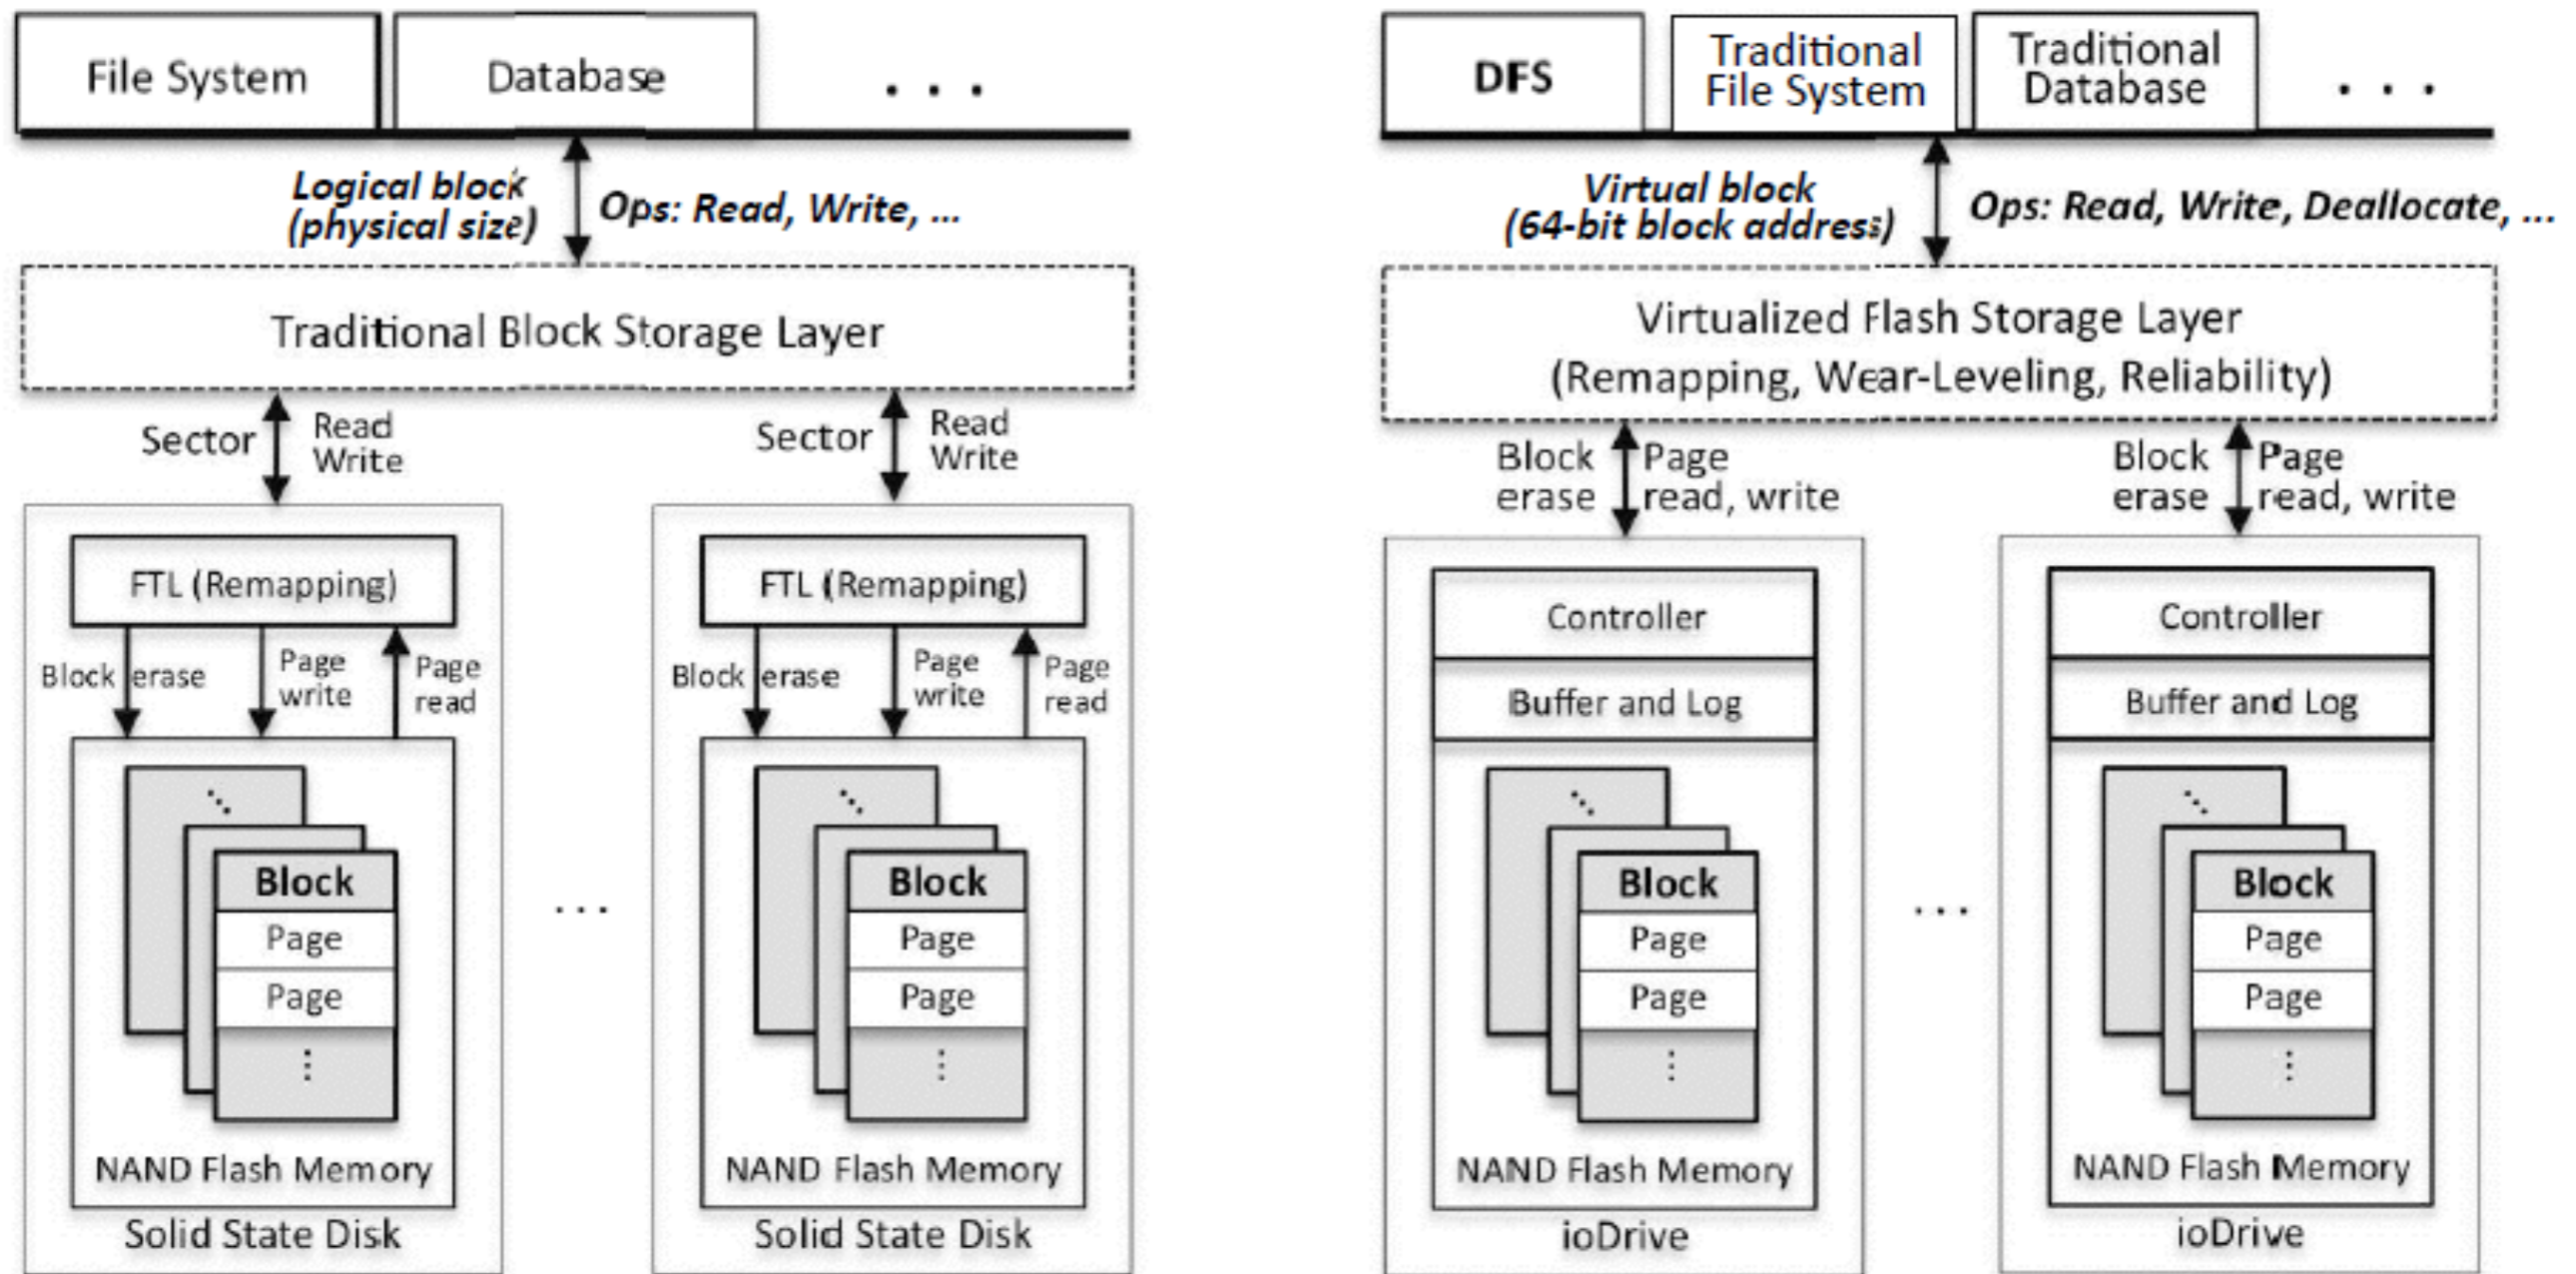 File System
Database
. . .
Logical block
(physical size)
Ops: Read, Write, ...
Traditional Block Storage Layer
Sector
Read
Write
Sector
Read
Write
FTL (Remapping)
FTL (Remapping)
Block erase
Page
write
Page
read
Block erase
Page
write
Page
read
Block
Page
Page
Block
Page
Page
...
NAND Flash Memory
NAND Flash Memory
Solid State Disk
Solid State Disk
DFS
Traditional
File System
Traditional
Database
. . .
Virtual block
(64-bit block address)
Ops: Read, Write, Deallocate, ...
Virtualized Flash Storage Layer
(Remapping, Wear-Leveling, Reliability)
Block
erase
Page
read, write
Block
erase
Page
read, write
Controller
Controller
Buffer and Log
Buffer and Log
Block
Page
Page
Block
Page
Page
...
NAND Flash Memory
NAND Flash Memory
ioDrive
ioDrive